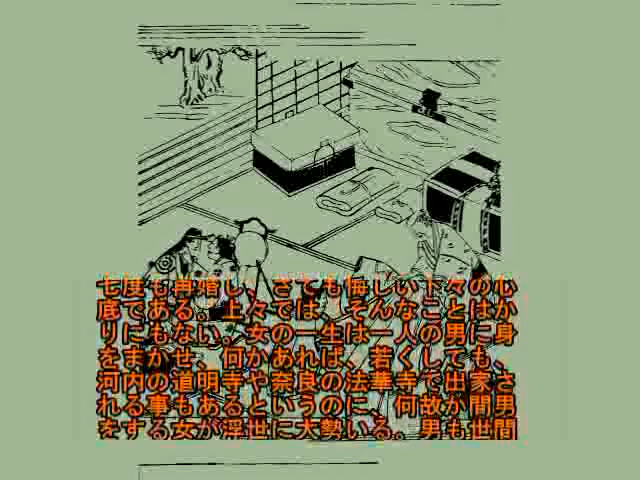 七度も再婚し、さても悔しい下々の心
底である。上々では、そんなことはか
りにもない。女の一生は一人の男に身
をまかせ、何かあれば、若くしても、
河内の道明寺や奈良の法華寺で出家さ
れる事もあるというのに、何故か間男
をする女が浮世に大勢いる。男も世間